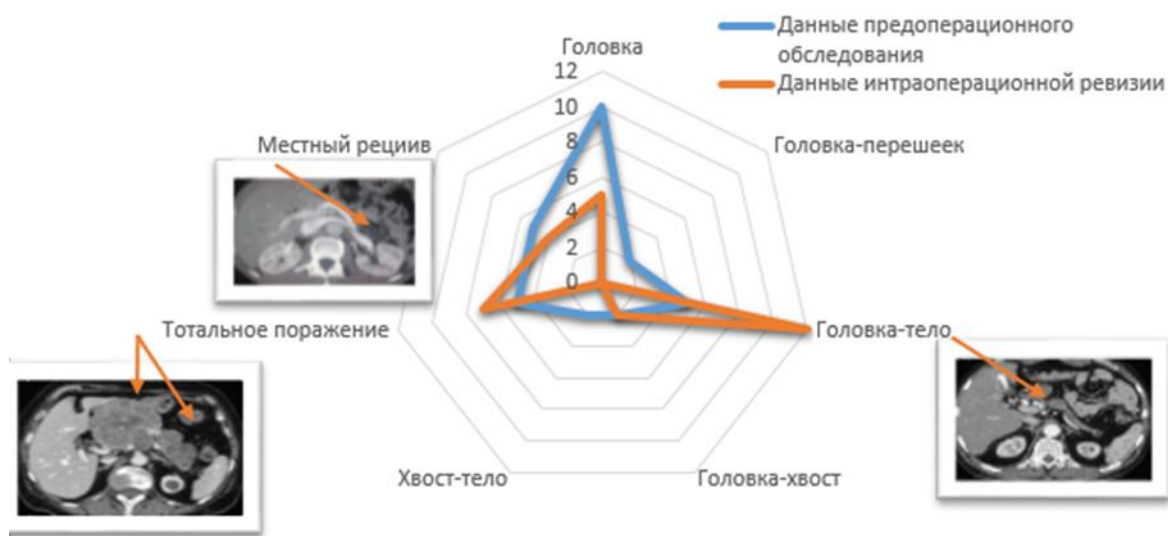 Данные предоперационного
обследования
Данные интраоперационной ревизии
Головка
12
10
8
6
4
2
0
Головка-перешеек
Головка-тело
Головка-хвост
Хвост-тело
Тотальное поражение
Местный рециив